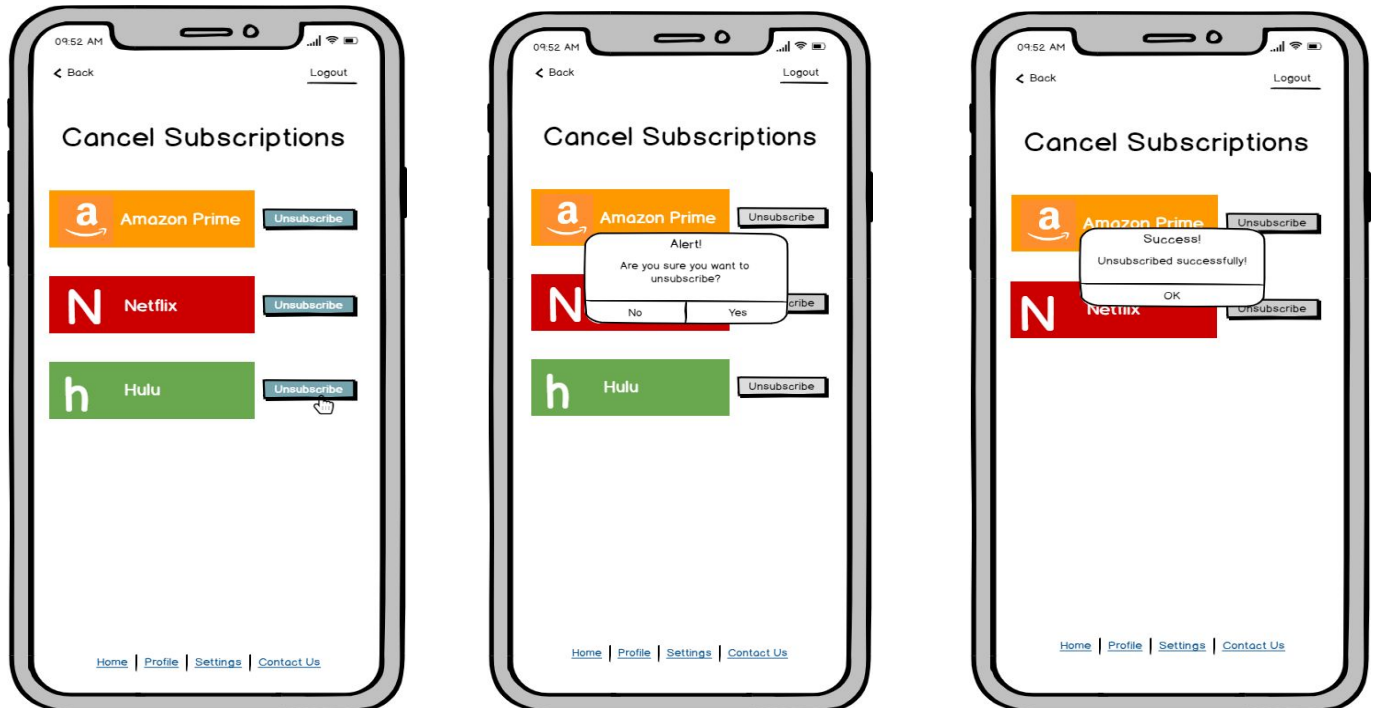 09:52 AM
Back
Logout
Cancel Subscriptions
a Amazon Prime Unsubscribe
N Netflix Unsubscribe
h Hulu Unsubscribe
Home | Profile | Settings | Contact Us
09:52 AM
Back
Logout
Cancel Subscriptions
a Amazon Prime Unsubscribe
Alert!
Are you sure you want to
unsubscribe?
No Yes
N cribe
h Hulu Unsubscribe
Home | Profile | Settings | Contact Us
09:52 AM
Back
Logout
Cancel Subscriptions
a Amazon Prime Unsubscribe
Success!
Unsubscribed successfully!
OK
N Netflix Unsubscribe
Home | Profile | Settings | Contact Us